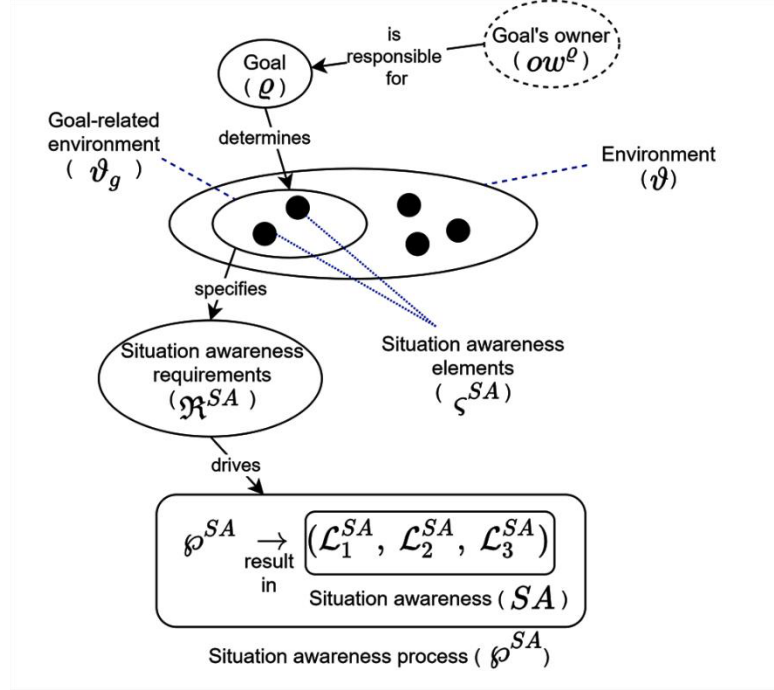 is
responsible
for
Goal's owner
( 𝑜𝑤^ϱ )
Goal
( ϱ )
determines
Goal-related
environment
( ϑ_g )
Environment
(ϑ)
specifies
Situation awareness
elements
( ς^SA )
Situation awareness
requirements
( ℜ^SA )
drives
℘^SA → (ℒ_1^SA, ℒ_2^SA, ℒ_3^SA)
result
in
Situation awareness ( SA )
Situation awareness process ( ℘^SA )